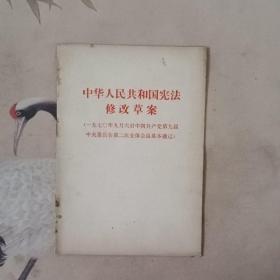 中华人民共和国宪法
修改草案
(一九七〇年九月六日中国共产党第九届
中央委员会第二次全体会议基本通过)